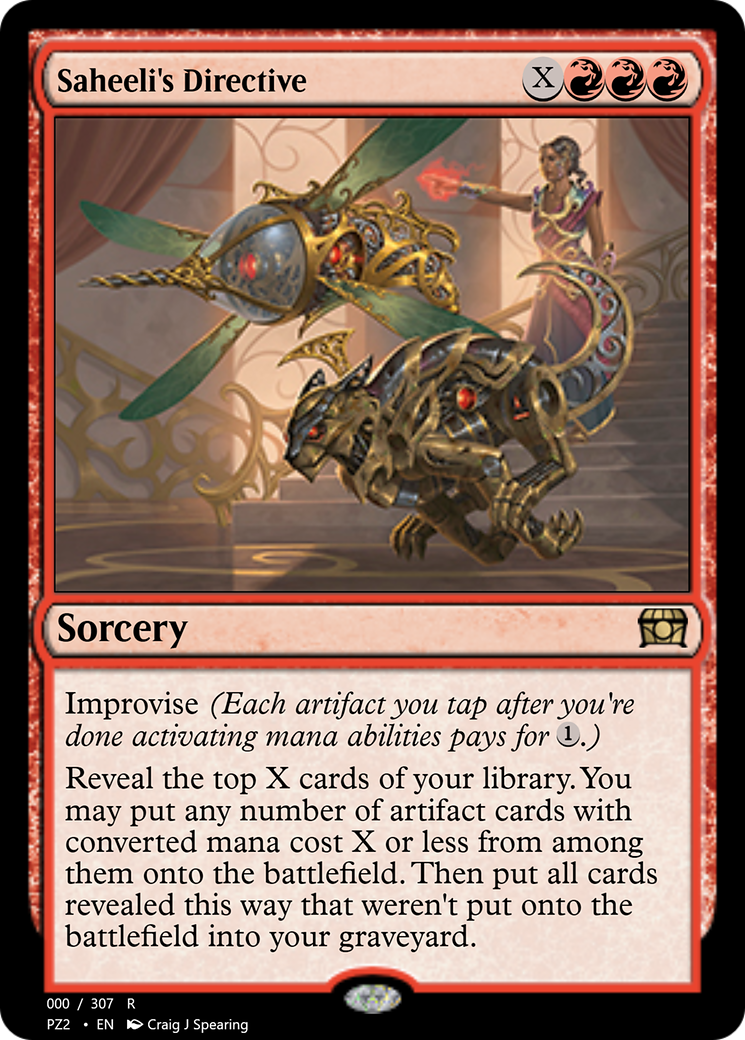 Saheeli's Directive X
Sorcery
Improvise (Each artifact you tap after you're
done activating mana abilities pays for 1.)
Reveal the top X cards of your library. You
may put any number of artifact cards with
converted mana cost X or less from among
them onto the battlefield. Then put all cards
revealed this way that weren't put onto the
battlefield into your graveyard.
000 / 307 R
PZ2 • EN Craig J Spearing